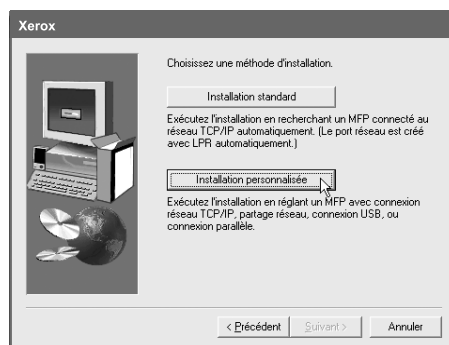 Xerox
Choisissez une méthode d'installation.
Installation standard
Exécutez l'installation en recherchant un MFP connecté au
réseau TCP/IP automatiquement. (Le port réseau est créé
avec LPR automatiquement.)
Installation personnalisée
Exécutez l'installation en réglant un MFP avec connexion
réseau TCP/IP, partage réseau, connexion USB, ou
connexion parallèle.
< Précédent Suivant > Annuler